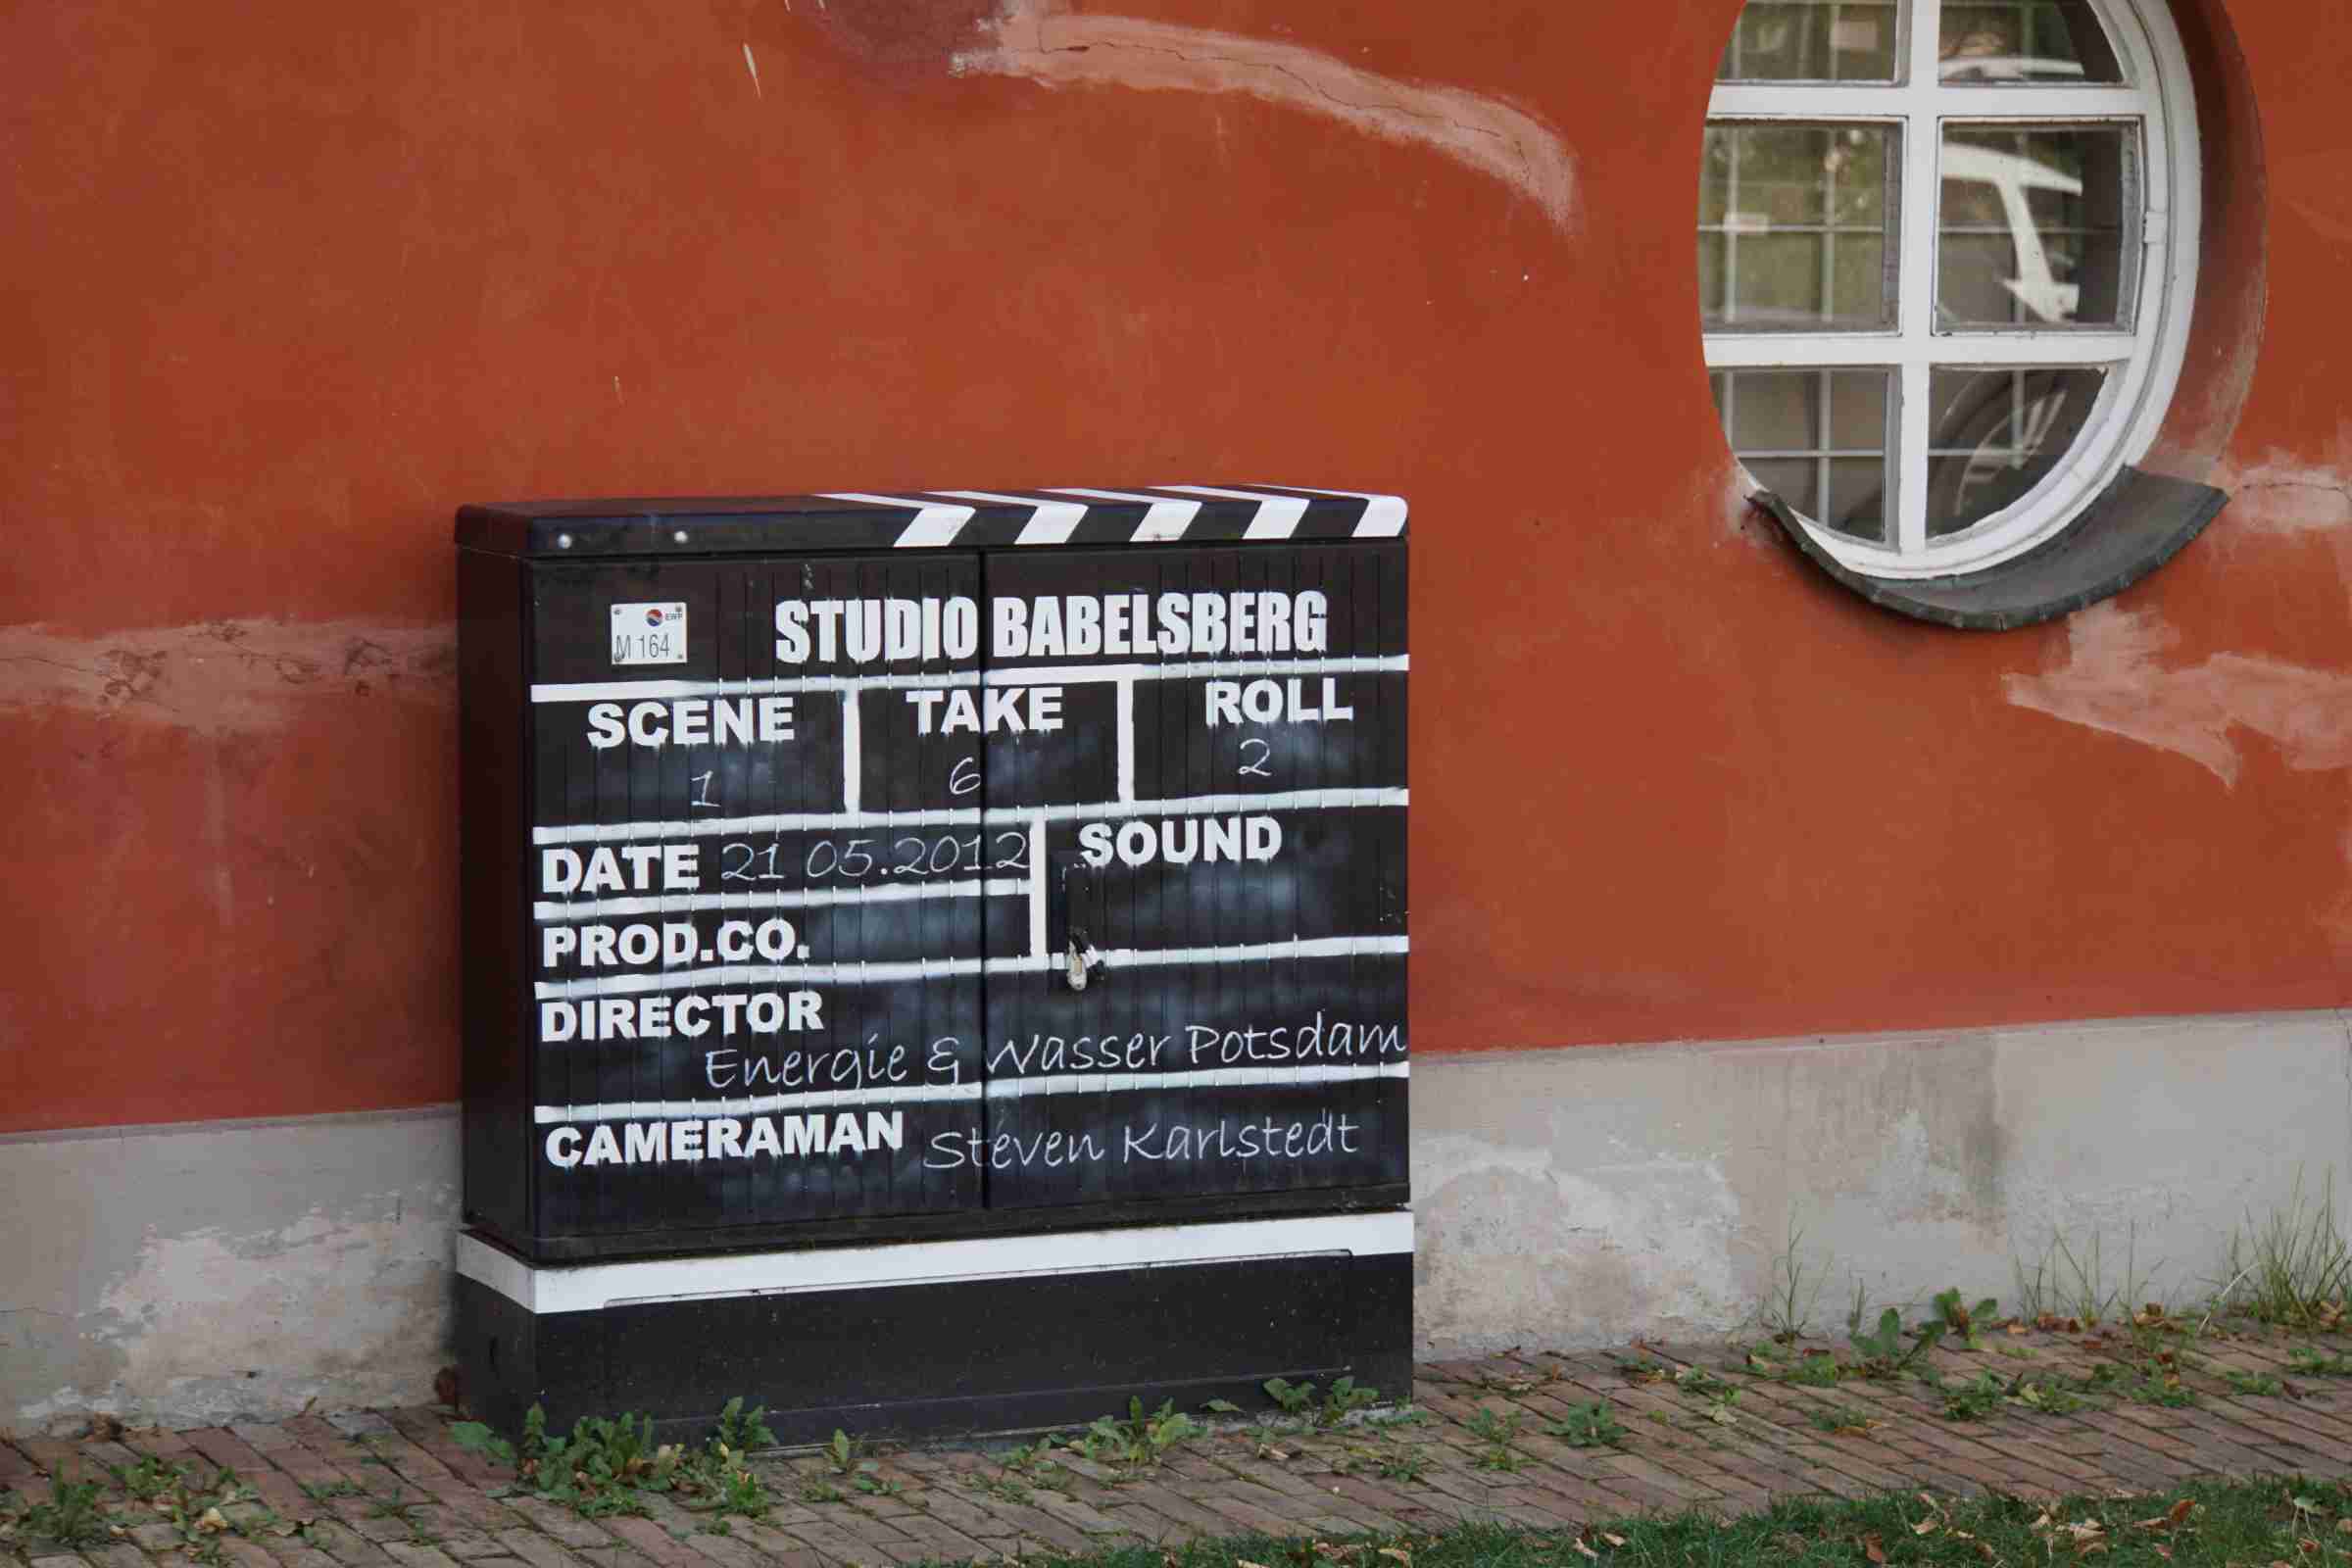 EWP
M 164
STUDIO BABELSBERG
SCENE TAKE ROLL
1 6 2
DATE 21 05.2012 SOUND
PROD.CO.
DIRECTOR
Energie & Wasser Potsdam
CAMERAMAN Steven Karlstedt